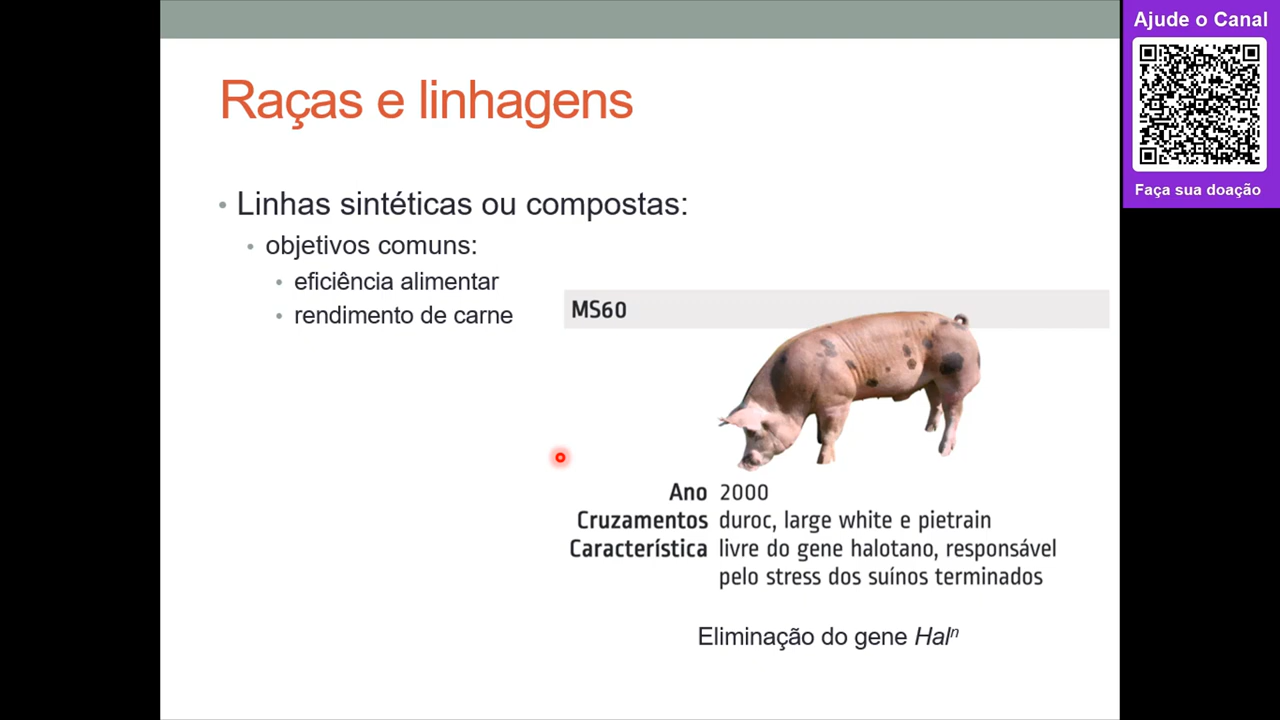 Ajude o Canal
Faça sua doação
Raças e linhagens
• Linhas sintéticas ou compostas:
• objetivos comuns:
• eficiência alimentar
• rendimento de carne
MS60
Ano 2000
Cruzamentos duroc, large white e pietrain
Característica livre do gene halotano, responsável
pelo stress dos suínos terminados
Eliminação do gene Halⁿ